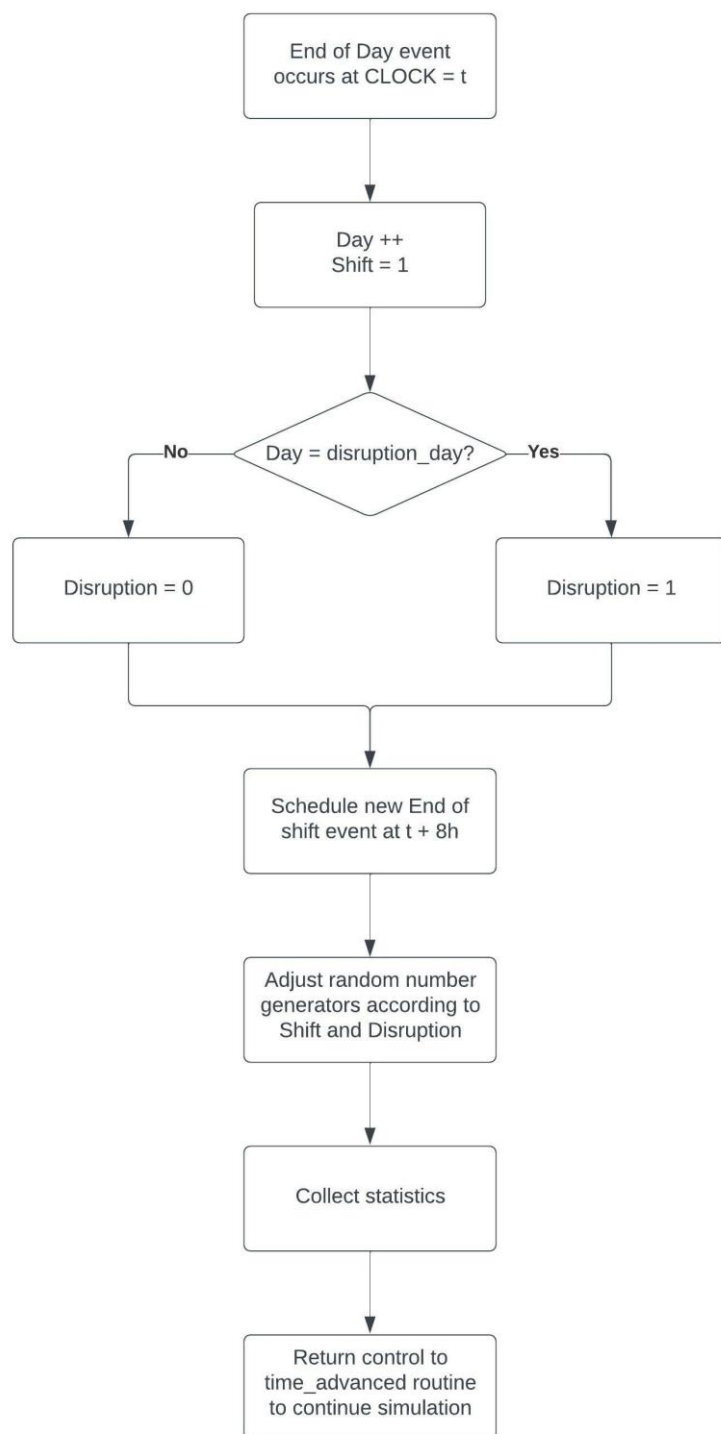 End of Day event
occurs at CLOCK = t
Day ++
Shift = 1
Day = disruption_day?
No
Yes
Disruption = 0
Disruption = 1
Schedule new End of
shift event at t + 8h
Adjust random number
generators according to
Shift and Disruption
Collect statistics
Return control to
time_advanced routine
to continue simulation